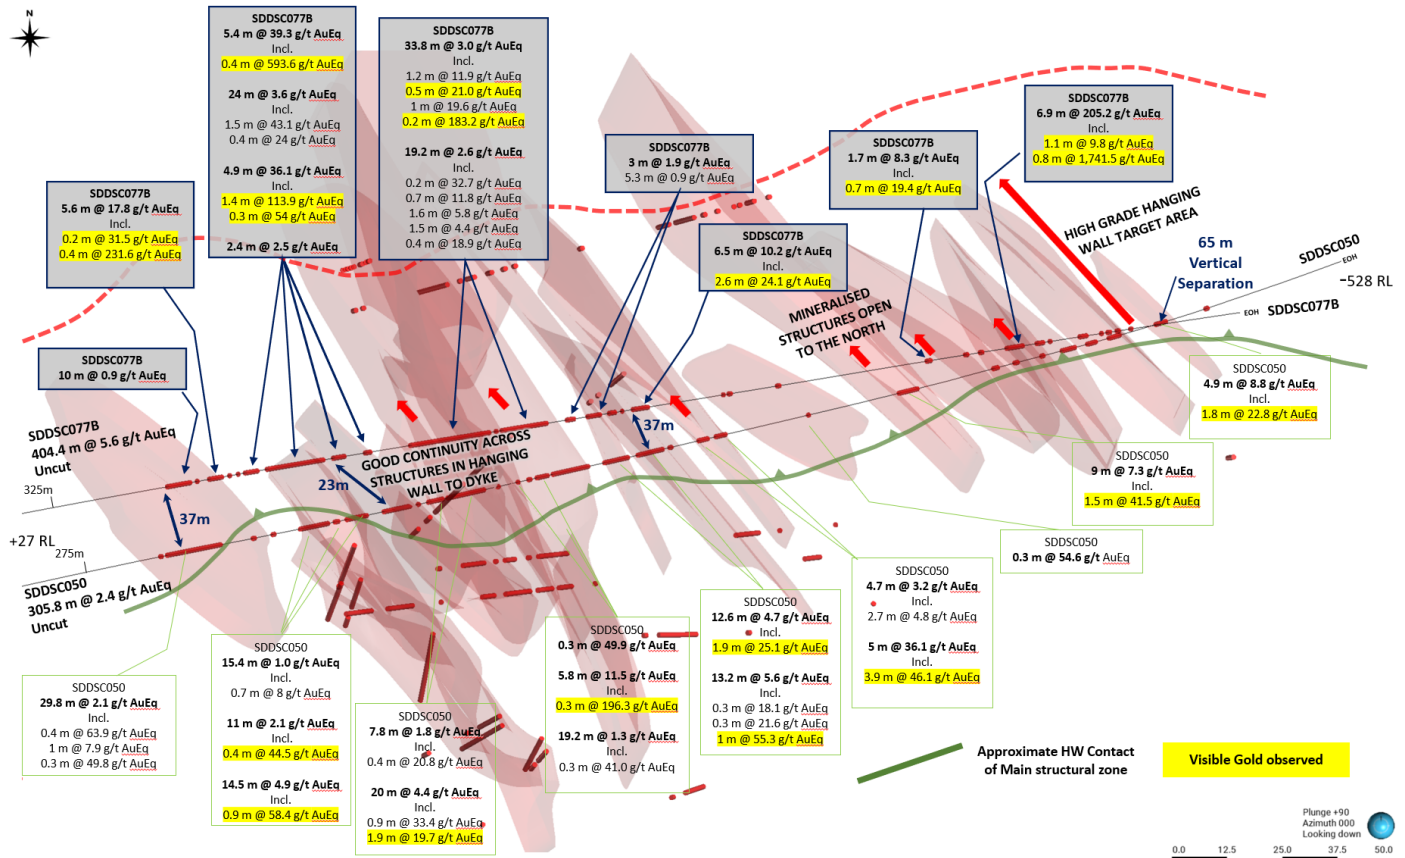 N
SDDSC077B
5.4 m @ 39.3 g/t AuEq
Incl.
0.4 m @ 593.6 g/t AuEq
24 m @ 3.6 g/t AuEq
Incl.
1.5 m @ 43.1 g/t AuEq
0.4 m @ 24 g/t AuEq
4.9 m @ 36.1 g/t AuEq
Incl.
1.4 m @ 113.9 g/t AuEq
0.3 m @ 54 g/t AuEq
2.4 m @ 2.5 g/t AuEq
SDDSC077B
33.8 m @ 3.0 g/t AuEq
Incl.
1.2 m @ 11.9 g/t AuEq
0.5 m @ 21.0 g/t AuEq
1 m @ 19.6 g/t AuEq
0.2 m @ 183.2 g/t AuEq
19.2 m @ 2.6 g/t AuEq
Incl.
0.2 m @ 32.7 g/t AuEq
0.7 m @ 11.8 g/t AuEq
1.6 m @ 5.8 g/t AuEq
1.5 m @ 4.4 g/t AuEq
0.4 m @ 18.9 g/t AuEq
SDDSC077B
3 m @ 1.9 g/t AuEq
5.3 m @ 0.9 g/t AuEq
SDDSC077B
1.7 m @ 8.3 g/t AuEq
Incl.
0.7 m @ 19.4 g/t AuEq
SDDSC077B
6.9 m @ 205.2 g/t AuEq
Incl.
1.1 m @ 9.8 g/t AuEq
0.8 m @ 1,741.5 g/t AuEq
SDDSC077B
5.6 m @ 17.8 g/t AuEq
Incl.
0.2 m @ 31.5 g/t AuEq
0.4 m @ 231.6 g/t AuEq
SDDSC077B
6.5 m @ 10.2 g/t AuEq
Incl.
2.6 m @ 24.1 g/t AuEq
HIGH GRADE HANGING
WALL TARGET AREA
65 m
Vertical
Separation
SDDSC050
EOH
−528 RL
EOH
SDDSC077B
MINERALISED
STRUCTURES OPEN
TO THE NORTH
SDDSC077B
10 m @ 0.9 g/t AuEq
SDDSC077B
404.4 m @ 5.6 g/t AuEq
Uncut
325m
37m
GOOD CONTINUITY ACROSS
STRUCTURES IN HANGING
WALL TO DYKE
23m
37m
+27 RL
275m
SDDSC050
305.8 m @ 2.4 g/t AuEq
Uncut
SDDSC050
4.9 m @ 8.8 g/t AuEq
Incl.
1.8 m @ 22.8 g/t AuEq
SDDSC050
9 m @ 7.3 g/t AuEq
Incl.
1.5 m @ 41.5 g/t AuEq
SDDSC050
0.3 m @ 54.6 g/t AuEq
SDDSC050
4.7 m @ 3.2 g/t AuEq
Incl.
2.7 m @ 4.8 g/t AuEq
5 m @ 36.1 g/t AuEq
Incl.
3.9 m @ 46.1 g/t AuEq
SDDSC050
12.6 m @ 4.7 g/t AuEq
Incl.
1.9 m @ 25.1 g/t AuEq
13.2 m @ 5.6 g/t AuEq
Incl.
0.3 m @ 18.1 g/t AuEq
0.3 m @ 21.6 g/t AuEq
1 m @ 55.3 g/t AuEq
SDDSC050
0.3 m @ 49.9 g/t AuEq
5.8 m @ 11.5 g/t AuEq
Incl.
0.3 m @ 196.3 g/t AuEq
19.2 m @ 1.3 g/t AuEq
Incl.
0.3 m @ 41.0 g/t AuEq
SDDSC050
15.4 m @ 1.0 g/t AuEq
Incl.
0.7 m @ 8 g/t AuEq
11 m @ 2.1 g/t AuEq
Incl.
0.4 m @ 44.5 g/t AuEq
14.5 m @ 4.9 g/t AuEq
Incl.
0.9 m @ 58.4 g/t AuEq
SDDSC050
29.8 m @ 2.1 g/t AuEq
Incl.
0.4 m @ 63.9 g/t AuEq
1 m @ 7.9 g/t AuEq
0.3 m @ 49.8 g/t AuEq
SDDSC050
7.8 m @ 1.8 g/t AuEq
Incl.
0.4 m @ 20.8 g/t AuEq
20 m @ 4.4 g/t AuEq
Incl.
0.9 m @ 33.4 g/t AuEq
1.9 m @ 19.7 g/t AuEq
Approximate HW Contact
of Main structural zone
Visible Gold observed
Plunge +90
Azimuth 000
Looking down
0.0 12.5 25.0 37.5 50.0